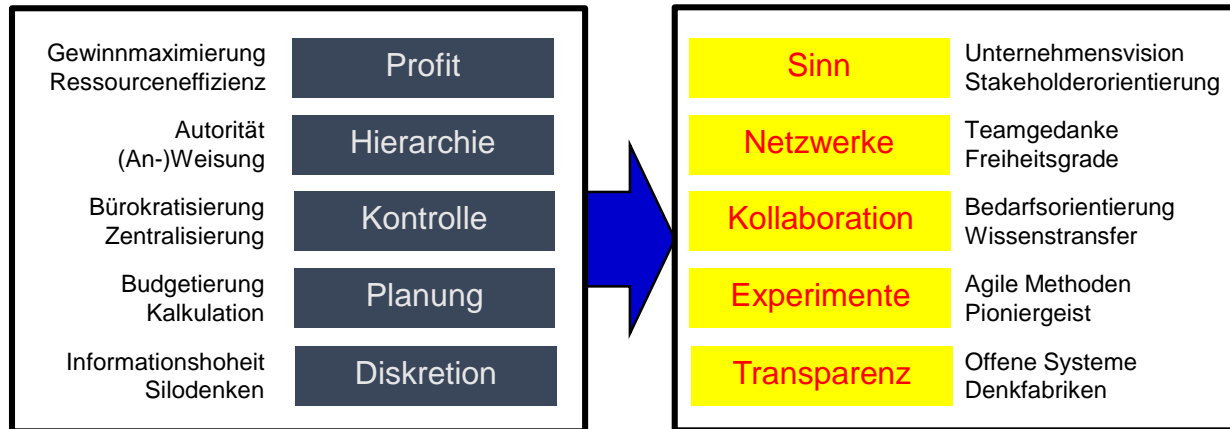 Gewinnmaximierung
Ressourceneffizienz
Profit
Autorität
(An-)Weisung
Hierarchie
Bürokratisierung
Zentralisierung
Kontrolle
Budgetierung
Kalkulation
Planung
Informationshoheit
Silodenken
Diskretion
Sinn
Unternehmensvision
Stakeholderorientierung
Netzwerke
Teamgedanke
Freiheitsgrade
Kollaboration
Bedarfsorientierung
Wissenstransfer
Experimente
Agile Methoden
Pioniergeist
Transparenz
Offene Systeme
Denkfabriken